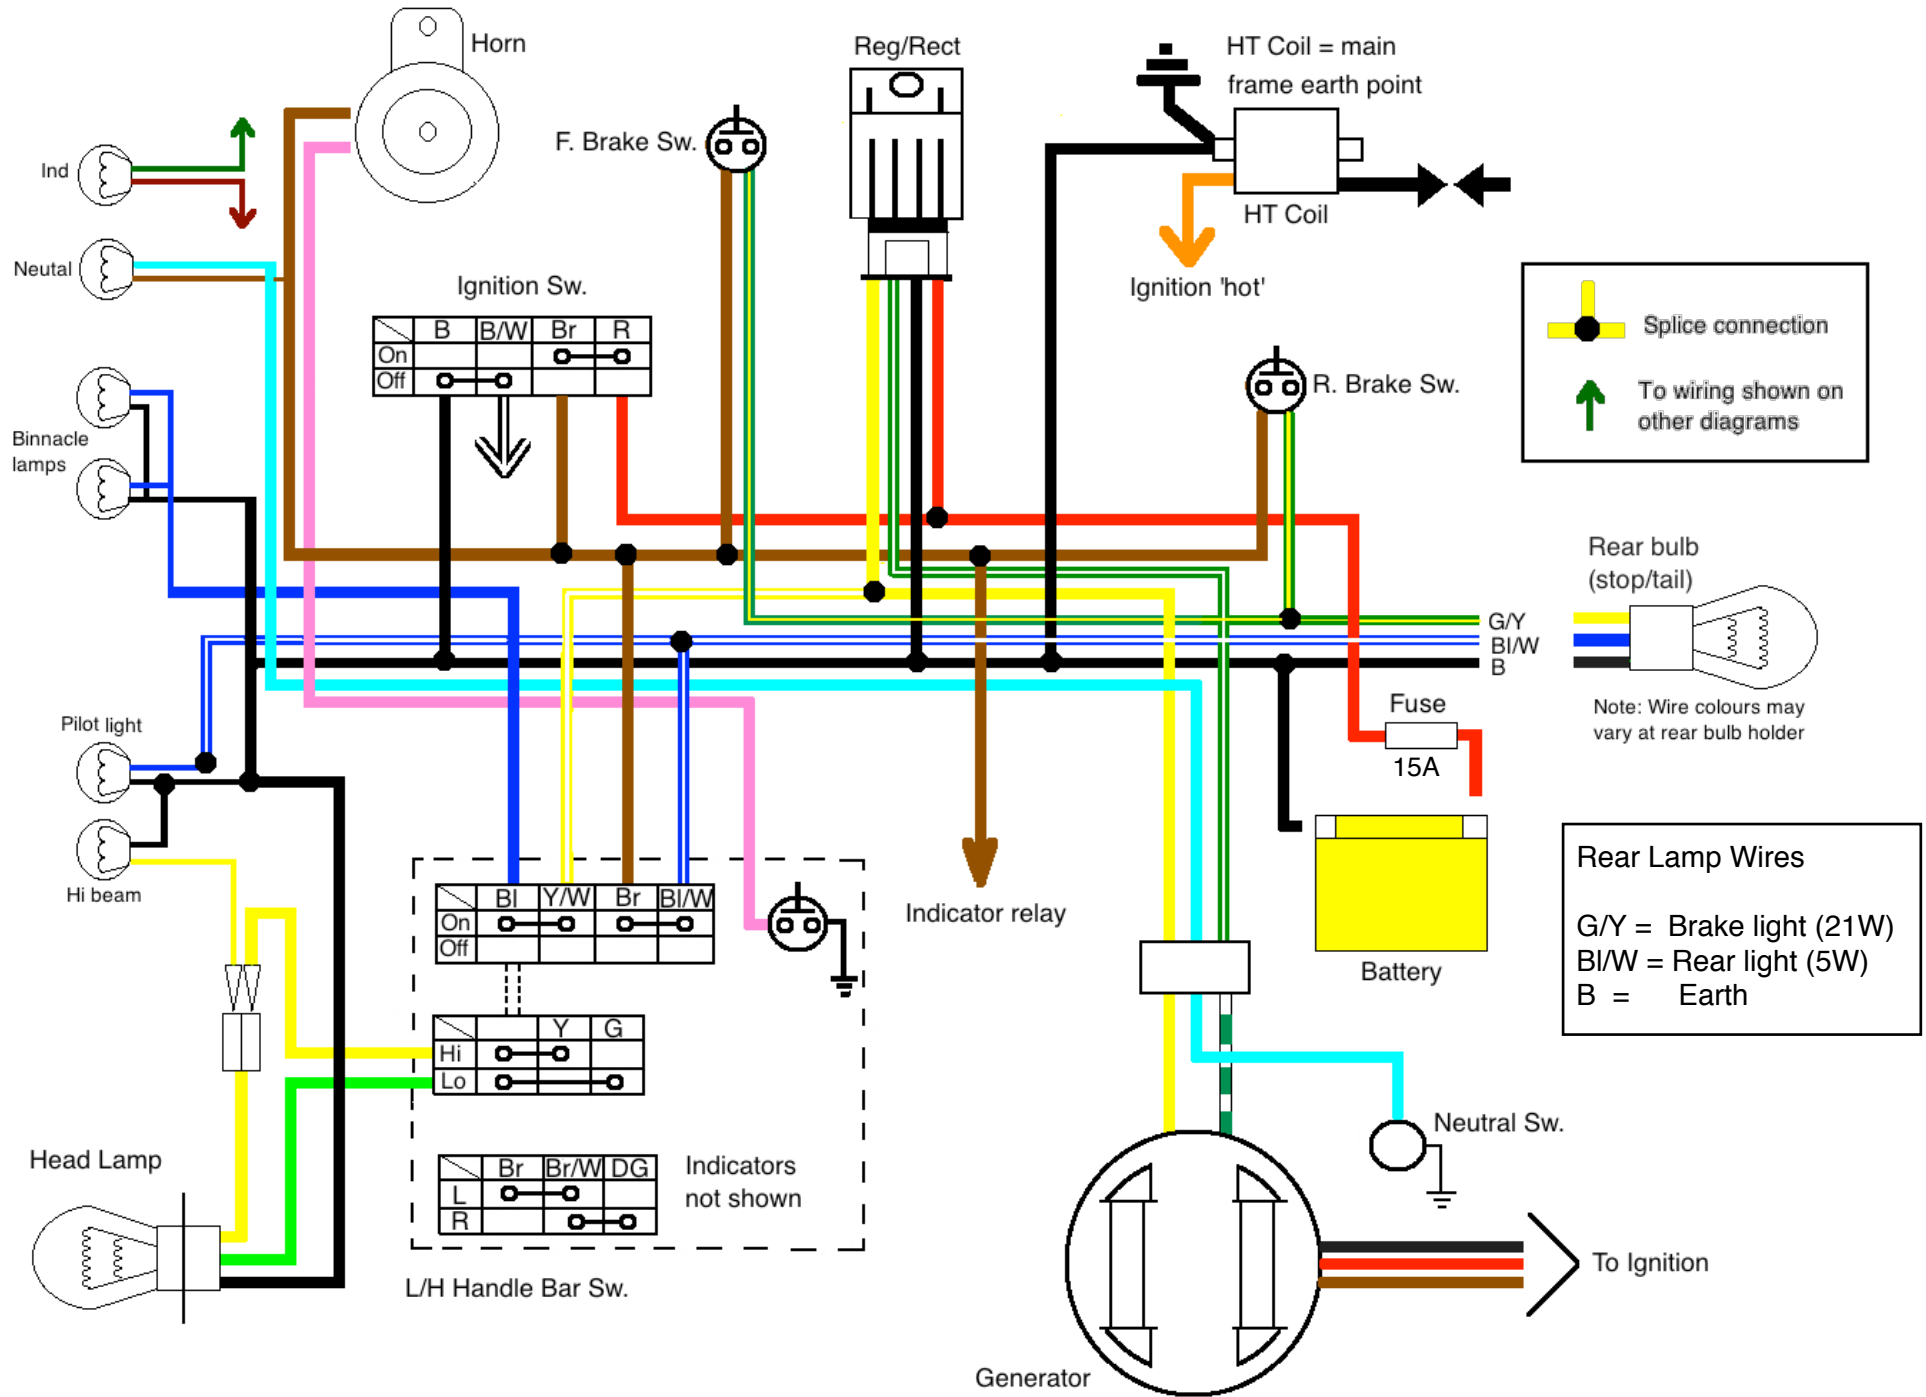 Horn
Reg/Rect
HT Coil = main
frame earth point
F. Brake Sw.
Ind
HT Coil
Neutal
Ignition Sw.
Ignition 'hot'
B B/W Br R
On
Off
Splice connection
To wiring shown on
other diagrams
R. Brake Sw.
Binnacle
lamps
Rear bulb
(stop/tail)
G/Y
Bl/W
B
Note: Wire colours may
vary at rear bulb holder
Fuse
15A
Pilot light
Hi beam
Bl Y/W Br Bl/W
On
Off
Indicator relay
Battery
Rear Lamp Wires
G/Y = Brake light (21W)
Bl/W = Rear light (5W)
B = Earth
Y G
Hi
Lo
Neutral Sw.
Head Lamp
Br Br/W DG
L
R
Indicators
not shown
L/H Handle Bar Sw.
To Ignition
Generator